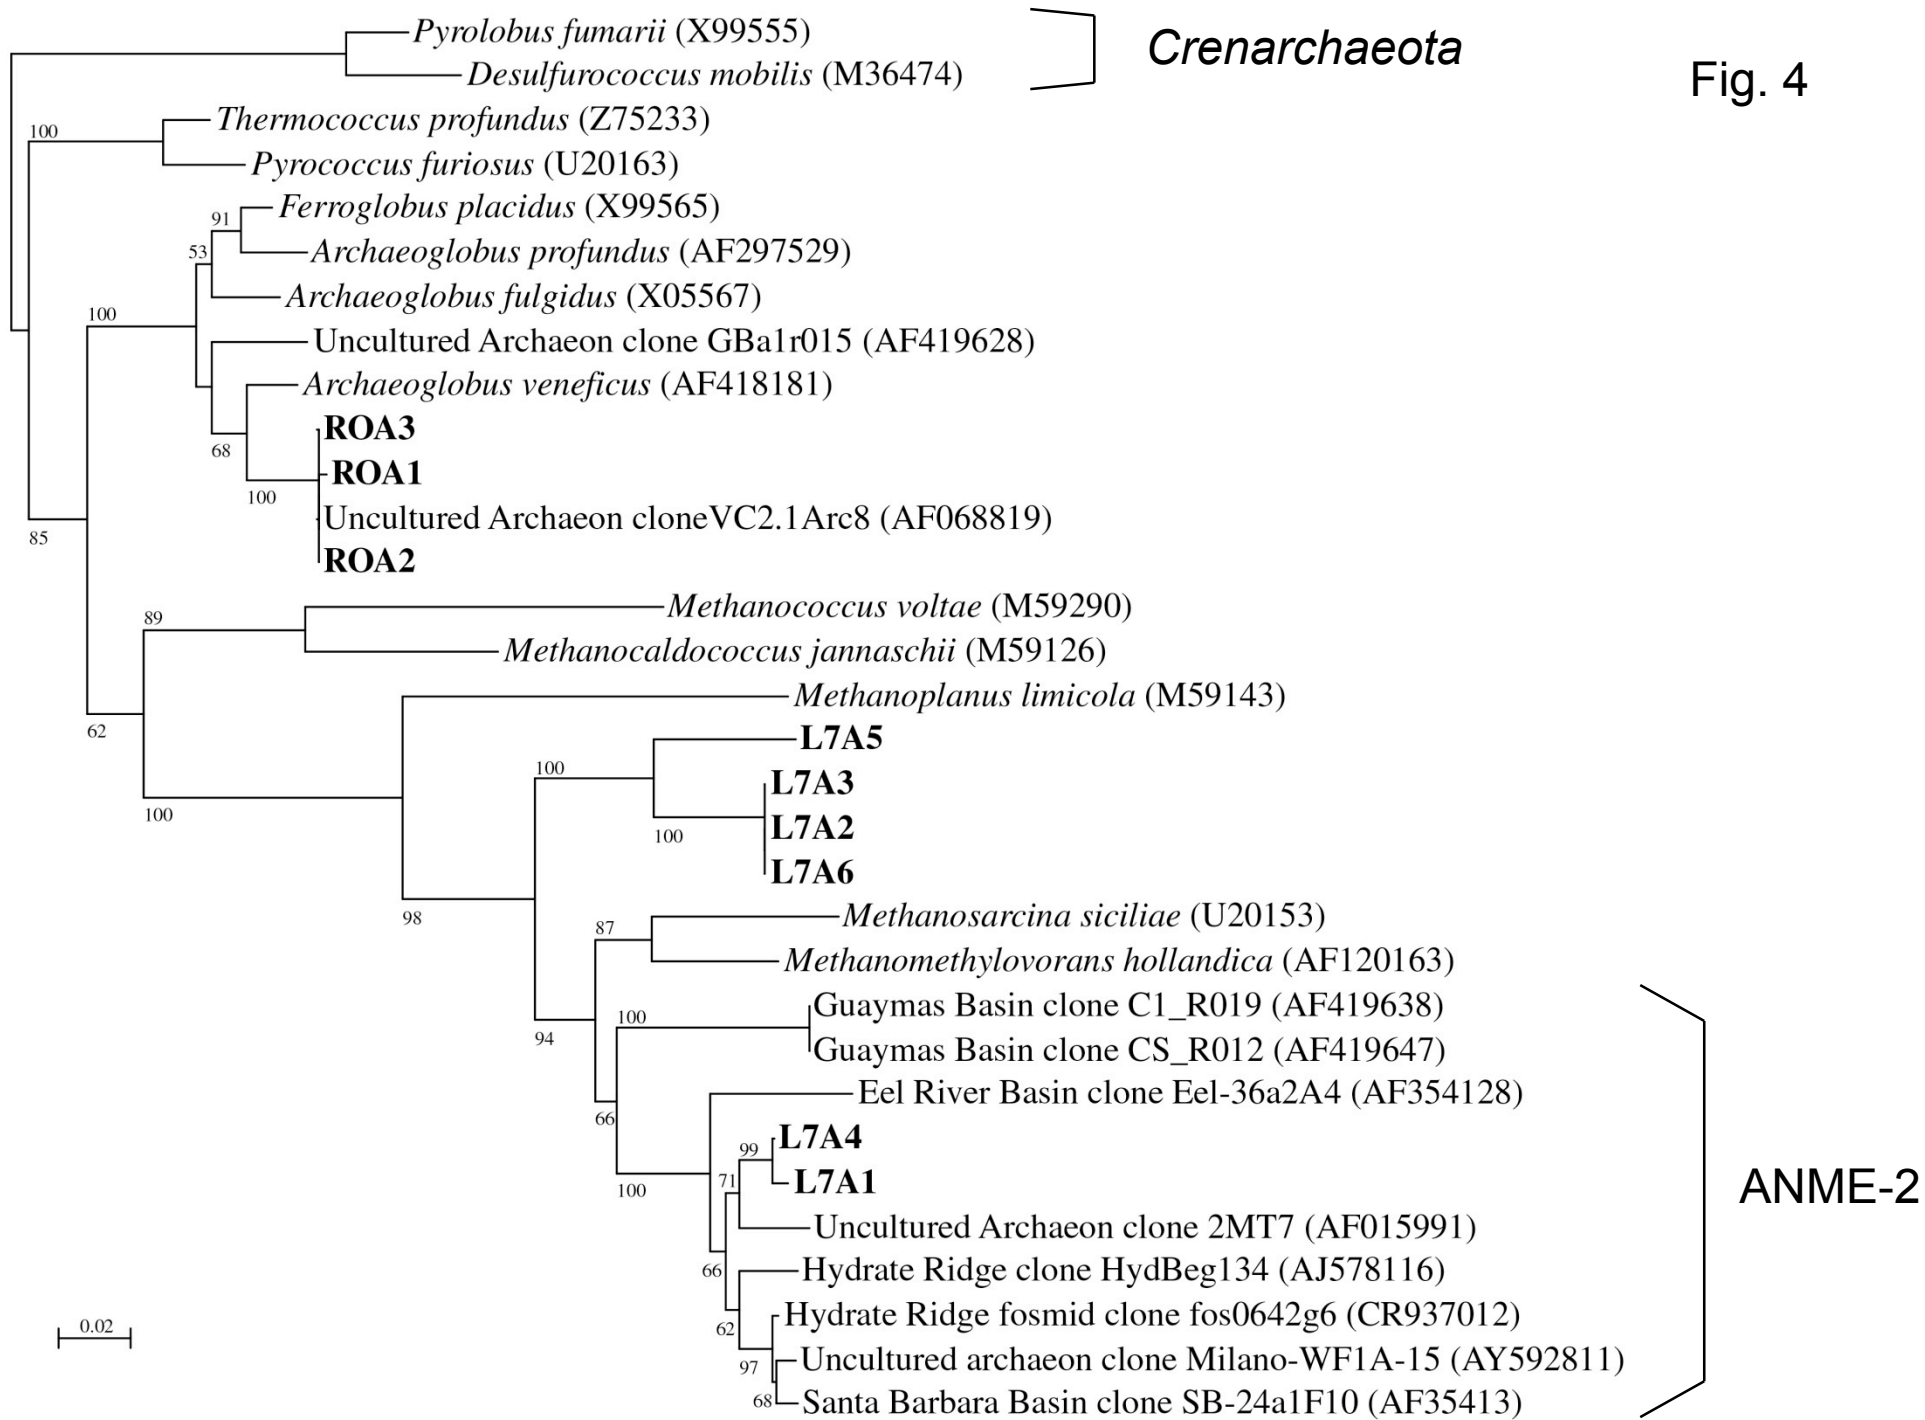 Pyrolobus fumarii (X99555)
Crenarchaeota
Desulfurococcus mobilis (M36474)
Fig. 4
Thermococcus profundus (Z75233)
100
Pyrococcus furiosus (U20163)
Ferroglobus placidus (X99565)
91
Archaeoglobus profundus (AF297529)
53
Archaeoglobus fulgidus (X05567)
100
Uncultured Archaeon clone GBa1r015 (AF419628)
Archaeoglobus veneficus (AF418181)
ROA3
68
ROA1
100
Uncultured Archaeon cloneVC2.1Arc8 (AF068819)
85
ROA2
Methanococcus voltae (M59290)
89
Methanocaldococcus jannaschii (M59126)
Methanoplanus limicola (M59143)
62
L7A5
100
L7A3
100
L7A2
100
L7A6
98
Methanosarcina siciliae (U20153)
87
Methanomethylovorans hollandica (AF120163)
Guaymas Basin clone C1_R019 (AF419638)
100
94
Guaymas Basin clone CS_R012 (AF419647)
Eel River Basin clone Eel-36a2A4 (AF354128)
66
L7A4
99
L7A1
71
100
ANME-2
Uncultured Archaeon clone 2MT7 (AF015991)
Hydrate Ridge clone HydBeg134 (AJ578116)
66
Hydrate Ridge fosmid clone fos0642g6 (CR937012)
62
0.02
Uncultured archaeon clone Milano-WF1A-15 (AY592811)
97
Santa Barbara Basin clone SB-24a1F10 (AF35413)
68